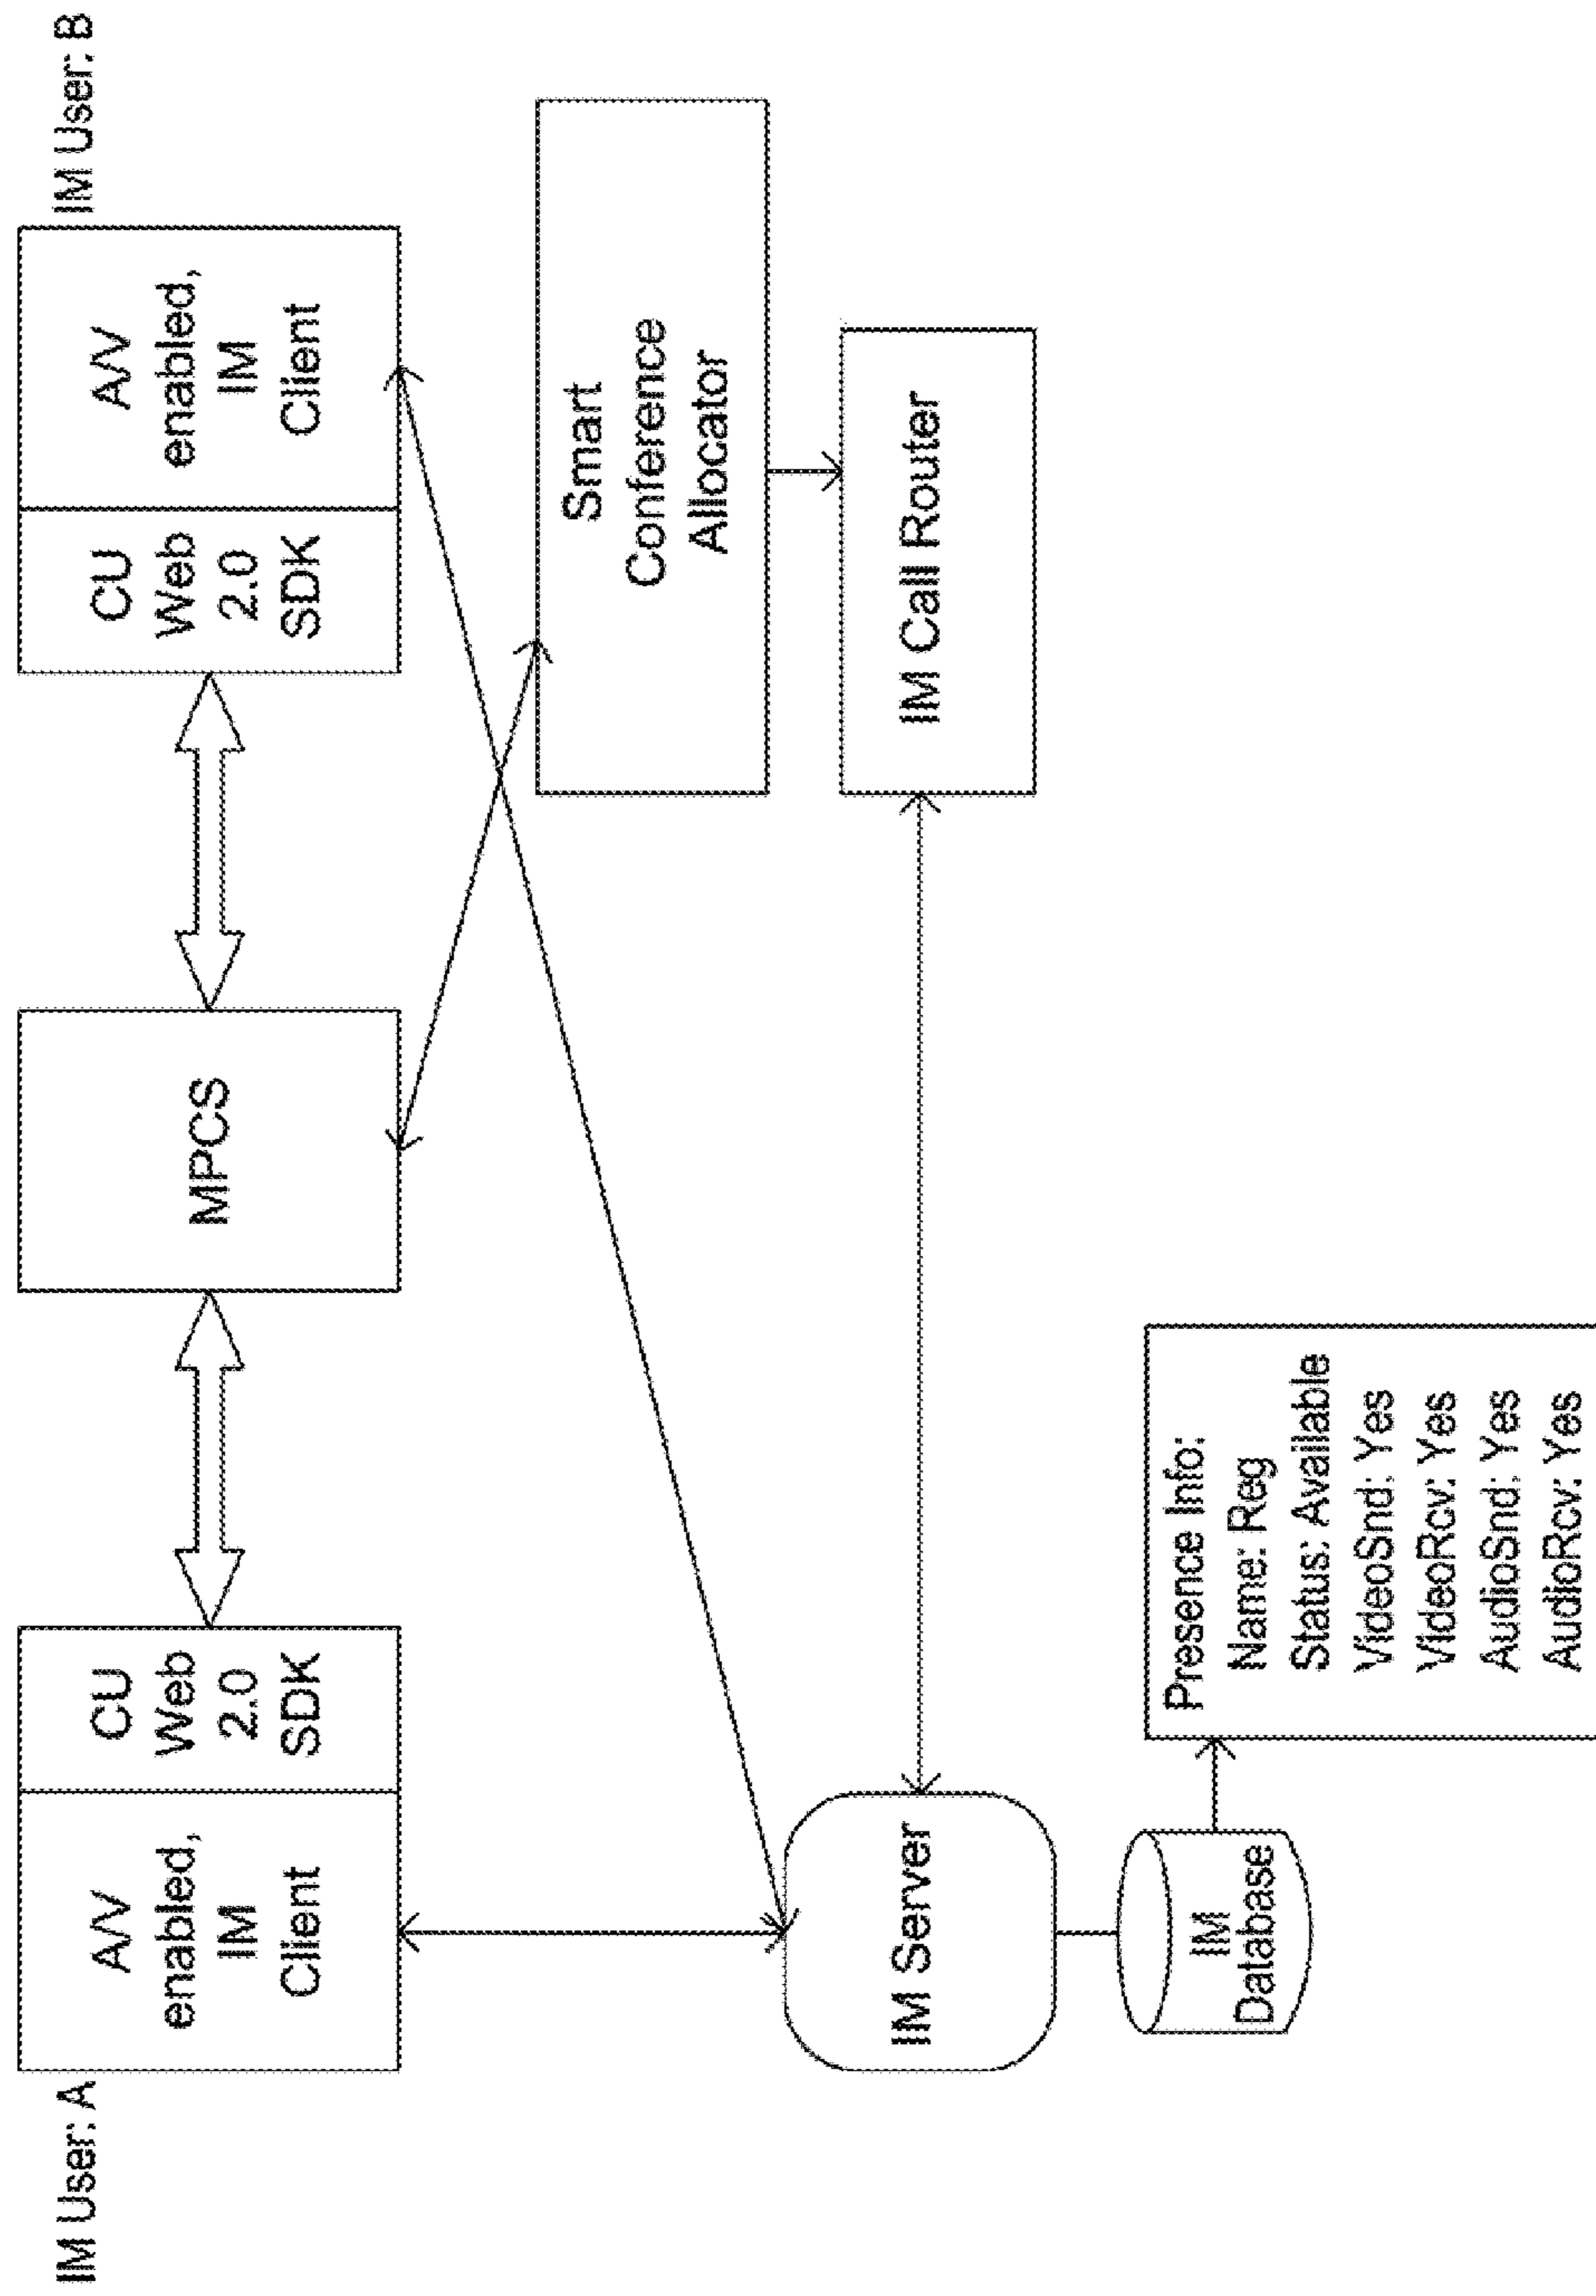 IM User: A
A/V
enabled,
IM
Client
CU
Web
2.0
SDK
MPCS
CU
Web
2.0
SDK
A/V
enabled,
IM
Client
IM User: B
Smart
Conference
Allocator
IM Call Router
IM Server
IM
Database
Presence Info:
Name: Reg
Status: Available
VideoSnd: Yes
VideoRcv: Yes
AudioSnd: Yes
AudioRcv: Yes